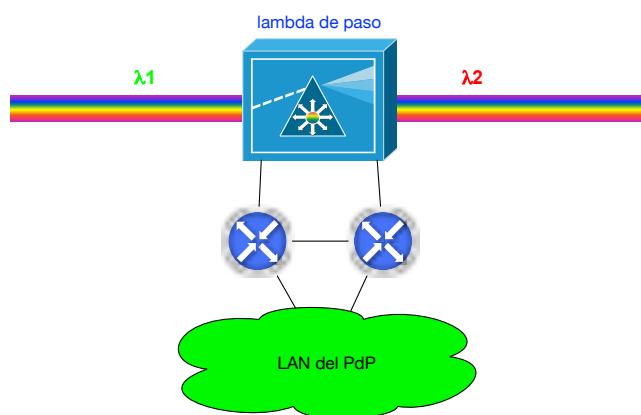 lambda de paso
λ1
λ2
LAN del PdP